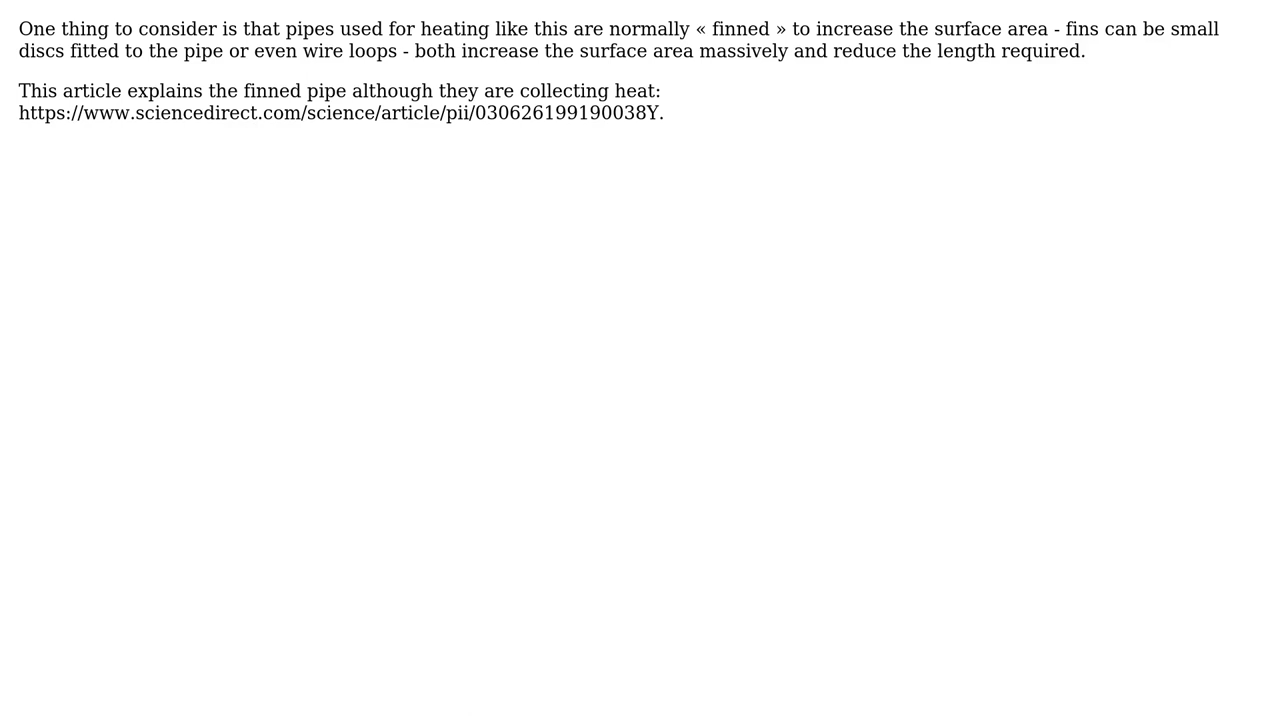 One thing to consider is that pipes used for heating like this are normally « finned » to increase the surface area - fins can be small
discs fitted to the pipe or even wire loops - both increase the surface area massively and reduce the length required.
This article explains the finned pipe although they are collecting heat:
https://www.sciencedirect.com/science/article/pii/030626199190038Y.